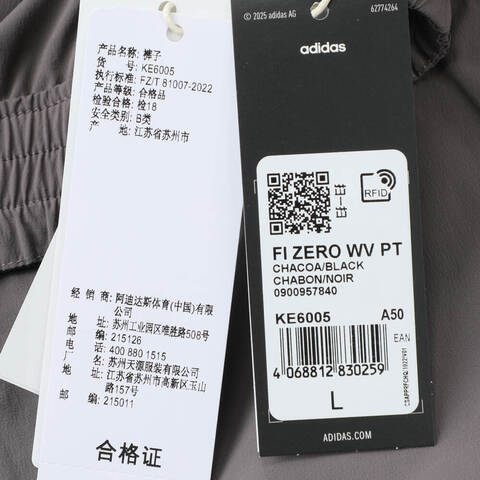 产品名称: 裤子
货 号: KE6005
执行标准: FZ/T 81007-2022
产品等级: 合格品
检验合格: 检18
安全类别: B类
产 地: 江苏省苏州市
经 销 商: 阿迪达斯体育(中国)有限公司
地 址: 苏州工业园区唯胜路508号
邮 编: 215126
电 话: 400 880 1515
制 造 商: 苏州天源服装有限公司
地 址: 江苏省苏州市高新区玉山路157号
邮 编: 215011
合格证
© 2025 adidas AG
62774264
adidas
RFID
FI ZERO WV PT
CHACOA/BLACK
CHABON/NOIR
0900957840
KE6005 A50
EAN
4 068812 830259
L
ADIDAS.COM